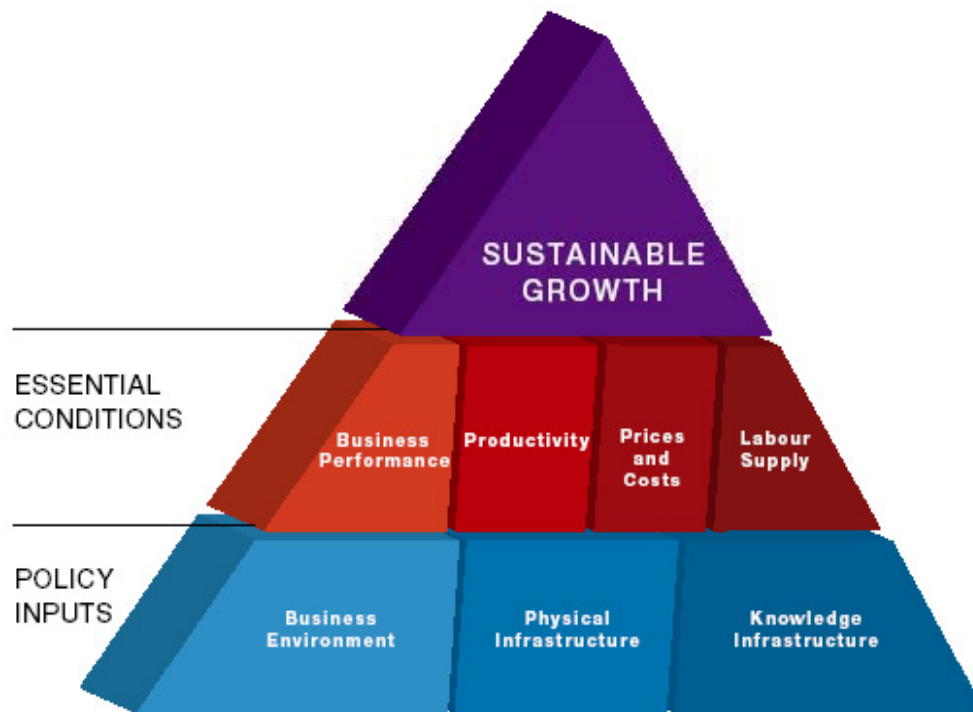 SUSTAINABLE
GROWTH
ESSENTIAL
CONDITIONS
Business
Performance
Productivity
Prices
and
Costs
Labour
Supply
POLICY
INPUTS
Business
Environment
Physical
Infrastructure
Knowledge
Infrastructure